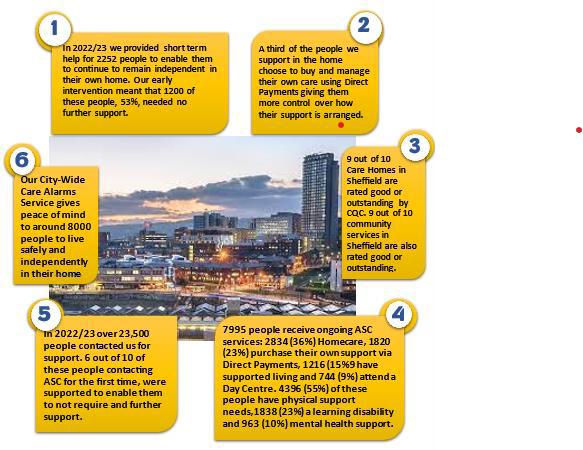 1
In 2022/23 we provided short term
help for 2252 people to enable them
to continue to remain independent in
their own home. Our early
intervention meant that 1200 of
these people, 53%, needed no
further support.
2
A third of the people we
support in the home
choose to buy and manage
their own care using Direct
Payments giving them
more control over how
their support is arranged.
3
9 out of 10
Care Homes in
Sheffield are
rated good or
outstanding by
CQC. 9 out of 10
community
services in
Sheffield are also
rated good or
outstanding.
4
7995 people receive ongoing ASC
services: 2834 (36%) Homecare, 1820
(23%) purchase their own support via
Direct Payments, 1216 (15%9 have
supported living and 744 (9%) attend a
Day Centre. 4396 (55%) of these
people have physical support
needs,1838 (23%) a learning disability
and 963 (10%) mental health support.
5
In 2022/23 over 23,500
people contacted us for
support. 6 out of 10 of
these people contacting
ASC for the first time, were
supported to enable them
to not require and further
support.
6
Our City-Wide
Care Alarms
Service gives
peace of mind
to around 8000
people to live
safely and
independently
in their home